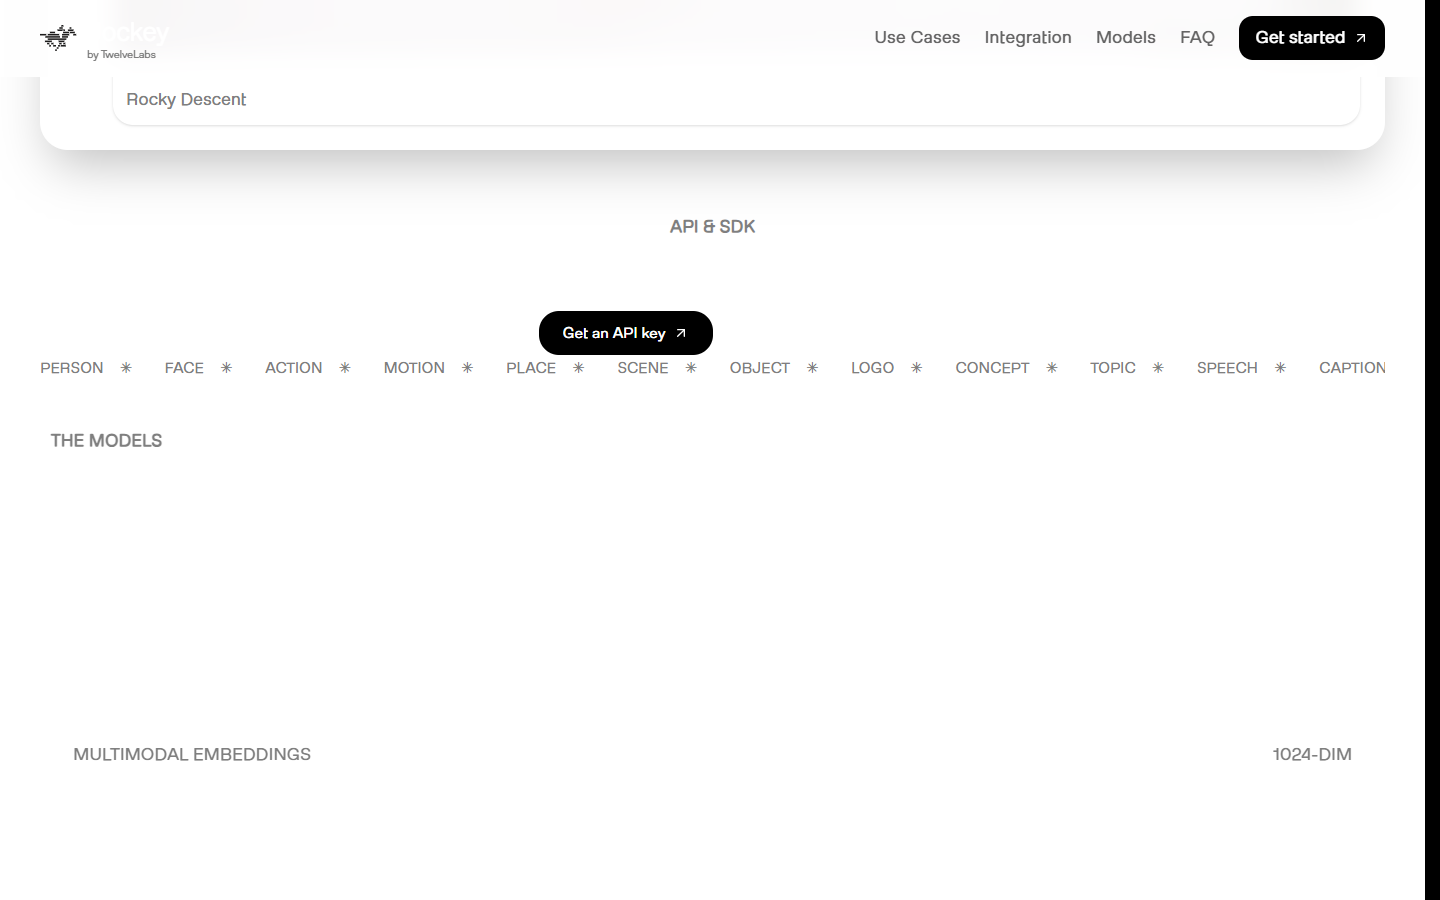 ockey
by TwelveLabs
Use Cases
Integration
Models
FAQ
Get started
Rocky Descent
API & SDK
Get an API key
PERSON ✳ FACE ✳ ACTION ✳ MOTION ✳ PLACE ✳ SCENE ✳ OBJECT ✳ LOGO ✳ CONCEPT ✳ TOPIC ✳ SPEECH ✳ CAPTION
THE MODELS
MULTIMODAL EMBEDDINGS
1024-DIM